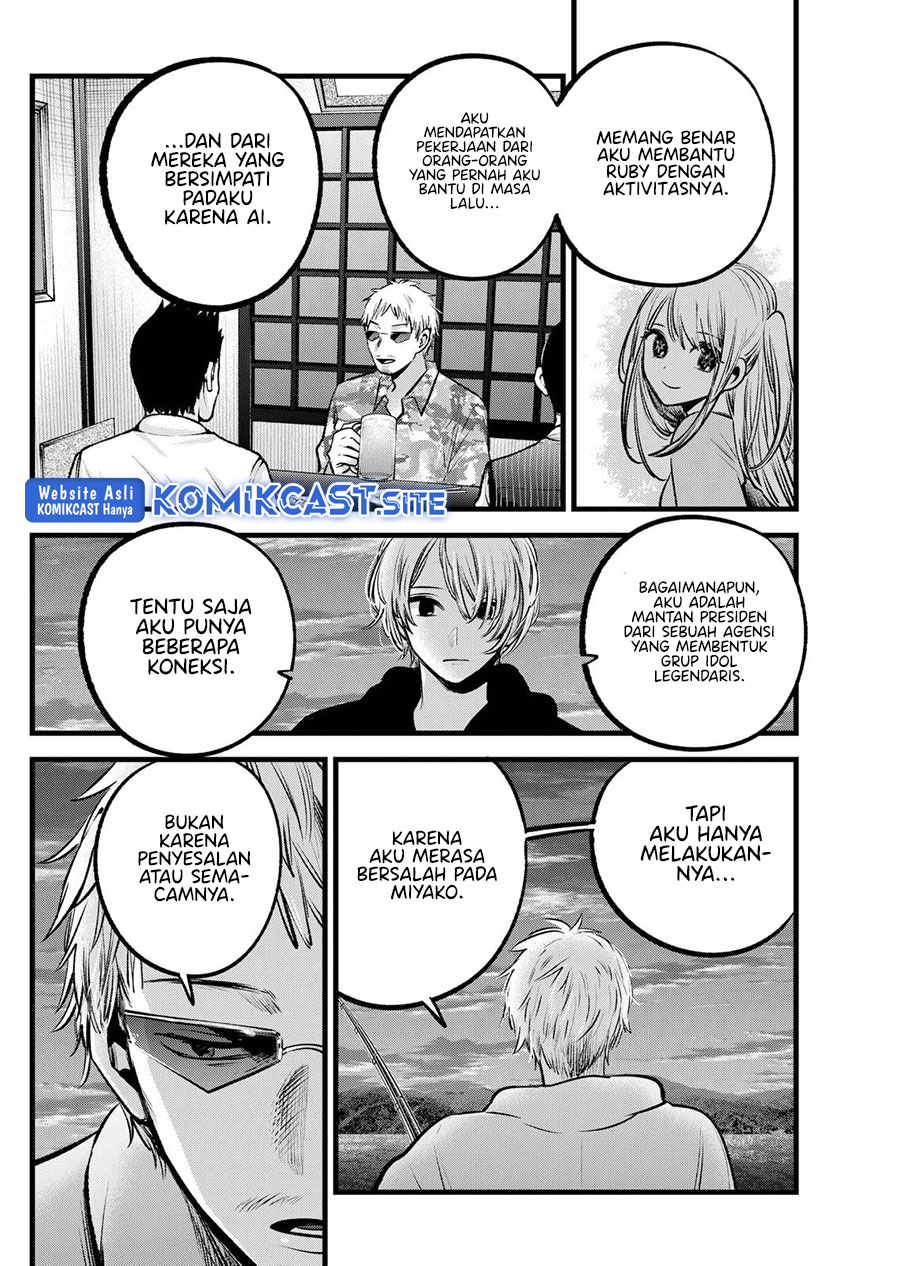 MEMANG BENAR
AKU MEMBANTU
RUBY DENGAN
AKTIVITASNYA.
AKU
MENDAPATKAN
PEKERJAAN DARI
ORANG-ORANG
YANG PERNAH AKU
BANTU DI MASA
LALU...
...DAN DARI
MEREKA YANG
BERSIMPATI
PADAKU
KARENA AI.
Website Asli
KOMIKCAST Hanya
KOMIKCAST.SITE
BAGAIMANAPUN,
AKU ADALAH
MANTAN PRESIDEN
DARI SEBUAH AGENSI
YANG MEMBENTUK
GRUP IDOL
LEGENDARIS.
TENTU SAJA
AKU PUNYA
BEBERAPA
KONEKSI.
TAPI
AKU HANYA
MELAKUKAN-
NYA...
KARENA
AKU MERASA
BERSALAH PADA
MIYAKO.
BUKAN
KARENA
PENYESALAN
ATAU SEMA-
CAMNYA.